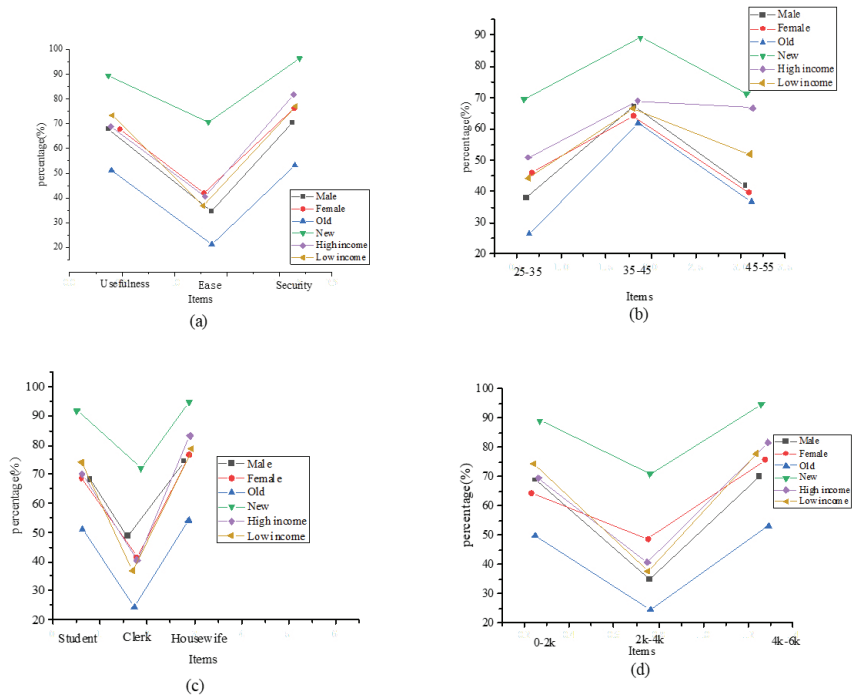 100
90
80
70
60
50
40
30
20
percentage(%)
Usefulness Ease Security
Items
Male
Female
Old
New
High income
Low income
(a)
90
80
70
60
50
40
30
20
percentage(%)
25-35 35-45 45-55
Items
Male
Female
Old
New
High income
Low income
(b)
100
90
80
70
60
50
40
30
20
percentage(%)
Student Clerk Housewife
Items
Male
Female
Old
New
High income
Low income
(c)
100
90
80
70
60
50
40
30
20
percentage(%)
0-2k 2k-4k 4k-6k
Items
Male
Female
Old
New
High income
Low income
(d)